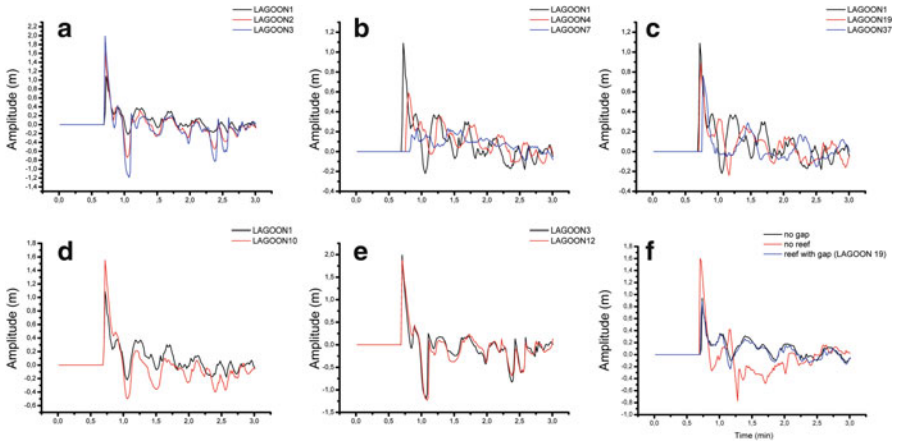 a
LAGOON1
LAGOON2
LAGOON3
Amplitude (m)
2,0
1,8
1,6
1,4
1,2
1,0
0,8
0,6
0,4
0,2
0,0
-0,2
-0,4
-0,6
-0,8
-1,0
-1,2
-1,4
0,0 0,5 1,0 1,5 2,0 2,5 3,0
b
LAGOON1
LAGOON4
LAGOON7
Amplitude (m)
1,2
1,0
0,8
0,6
0,4
0,2
0,0
-0,2
-0,4
0,0 0,5 1,0 1,5 2,0 2,5 3,0
c
LAGOON1
LAGOON19
LAGOON37
Amplitude (m)
1,2
1,0
0,8
0,6
0,4
0,2
0,0
-0,2
-0,4
0,0 0,5 1,0 1,5 2,0 2,5 3,0
d
LAGOON1
LAGOON10
Amplitude (m)
1,8
1,6
1,4
1,2
1,0
0,8
0,6
0,4
0,2
0,0
-0,2
-0,4
-0,6
0,0 0,5 1,0 1,5 2,0 2,5 3,0
e
LAGOON3
LAGOON12
Amplitude (m)
2,0
1,5
1,0
0,5
0,0
-0,5
-1,0
-1,5
0,0 0,5 1,0 1,5 2,0 2,5 3,0
f
no gap
no reef
reef with gap (LAGOON 19)
Amplitude (m)
1,8
1,6
1,4
1,2
1,0
0,8
0,6
0,4
0,2
0,0
-0,2
-0,4
-0,6
-0,8
-1,0
0,0 0,5 1,0 1,5 2,0 2,5 3,0
Time (min)